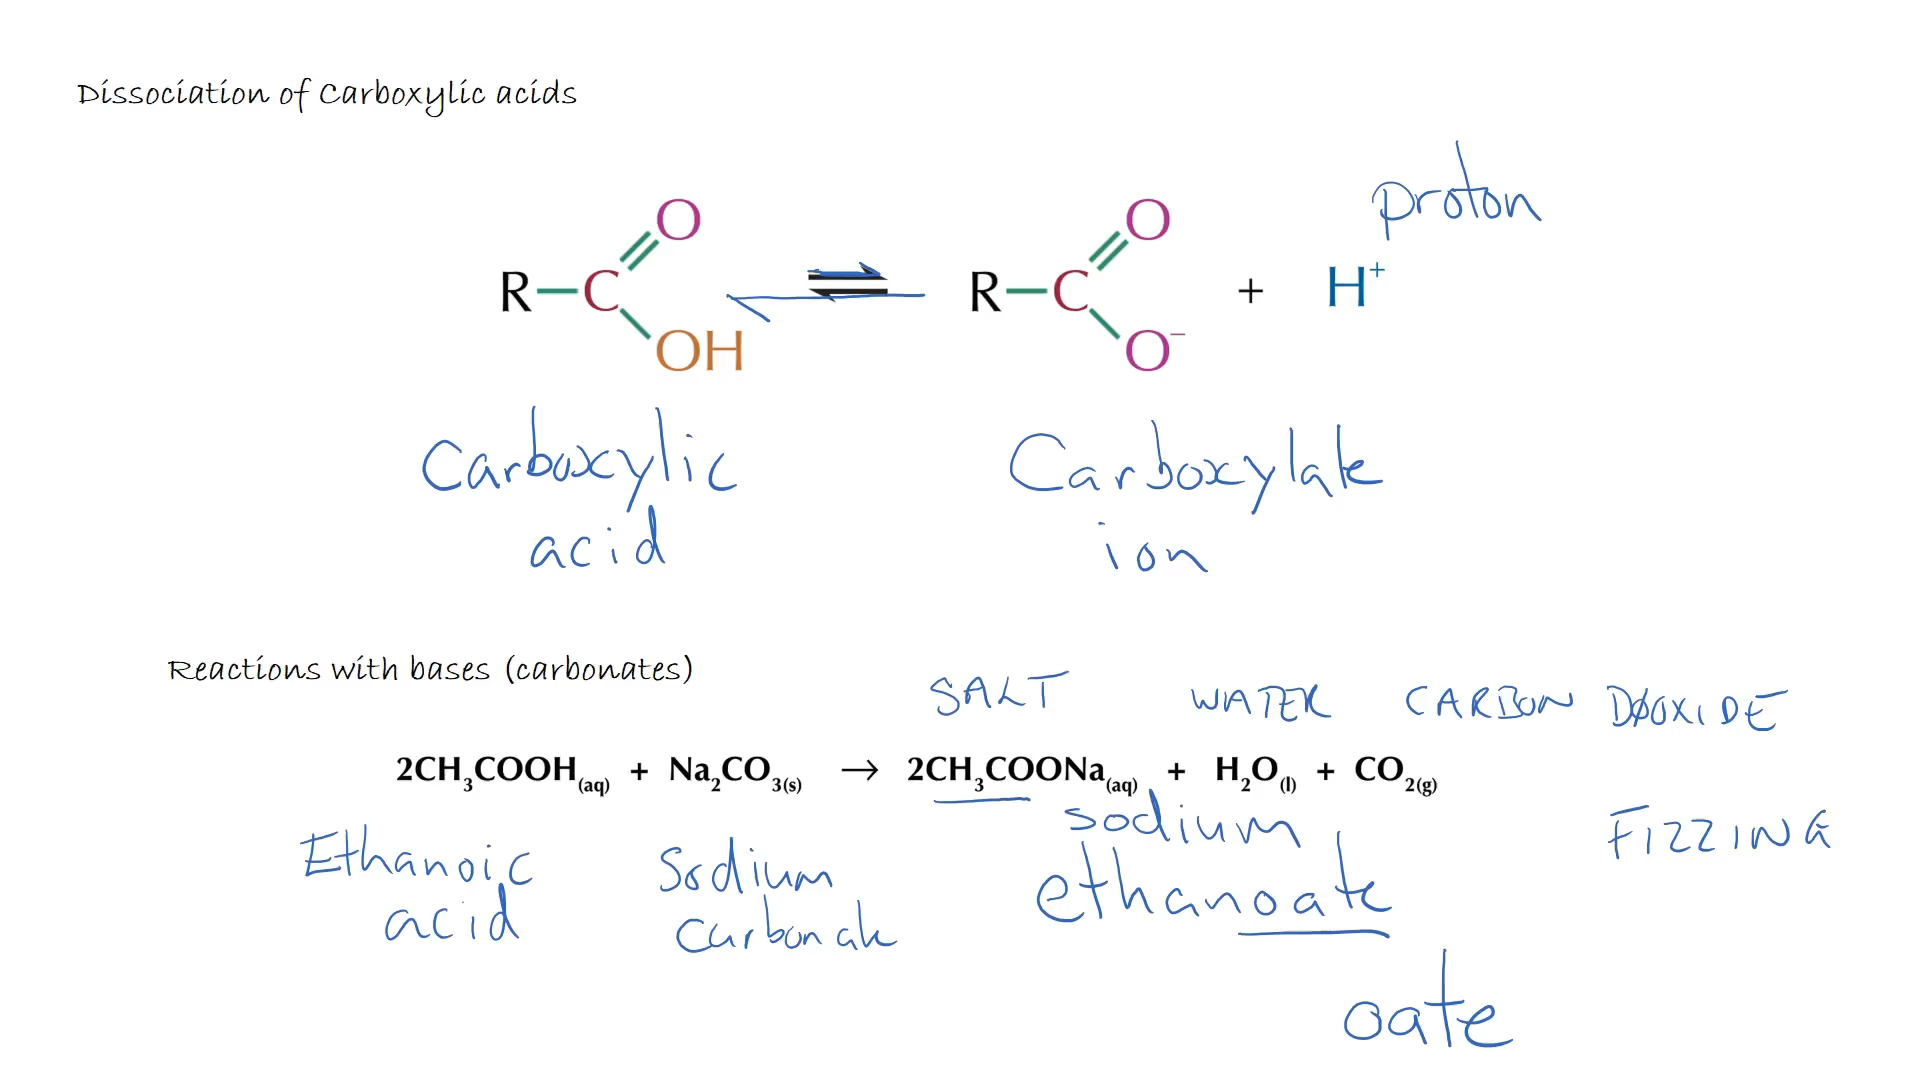 Dissociation of Carboxylic acids
proton
R—C(=O)OH ⇌ R—C(=O)O⁻ + H⁺
Carboxylic Carboxylate
acid ion
Reactions with bases (carbonates)
SALT WATER CARBON DIOXIDE
2CH₃COOH(aq) + Na₂CO₃(s) → 2CH₃COONa(aq) + H₂O(l) + CO₂(g)
Ethanoic acid
Sodium Carbonate
sodium ethanoate
FIZZING
oate